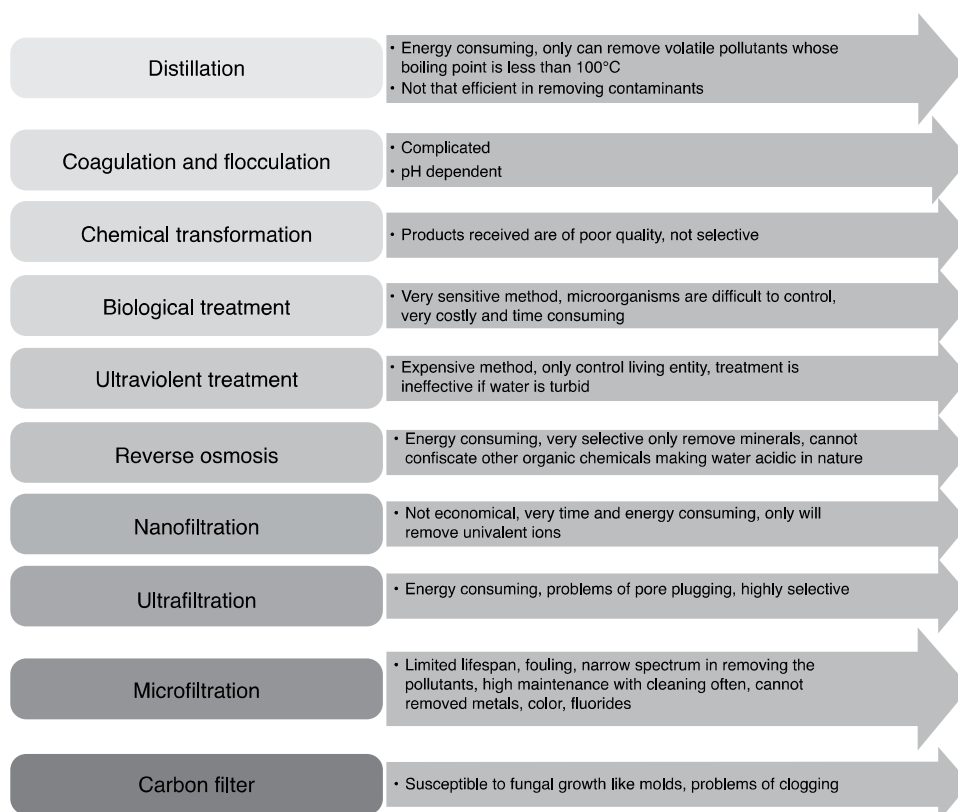 Distillation
• Energy consuming, only can remove volatile pollutants whose
boiling point is less than 100°C
• Not that efficient in removing contaminants
Coagulation and flocculation
• Complicated
• pH dependent
Chemical transformation
• Products received are of poor quality, not selective
Biological treatment
• Very sensitive method, microorganisms are difficult to control,
very costly and time consuming
Ultraviolent treatment
• Expensive method, only control living entity, treatment is
ineffective if water is turbid
Reverse osmosis
• Energy consuming, very selective only remove minerals, cannot
confiscate other organic chemicals making water acidic in nature
Nanofiltration
• Not economical, very time and energy consuming, only will
remove univalent ions
Ultrafiltration
• Energy consuming, problems of pore plugging, highly selective
Microfiltration
• Limited lifespan, fouling, narrow spectrum in removing the
pollutants, high maintenance with cleaning often, cannot
removed metals, color, fluorides
Carbon filter
• Susceptible to fungal growth like molds, problems of clogging